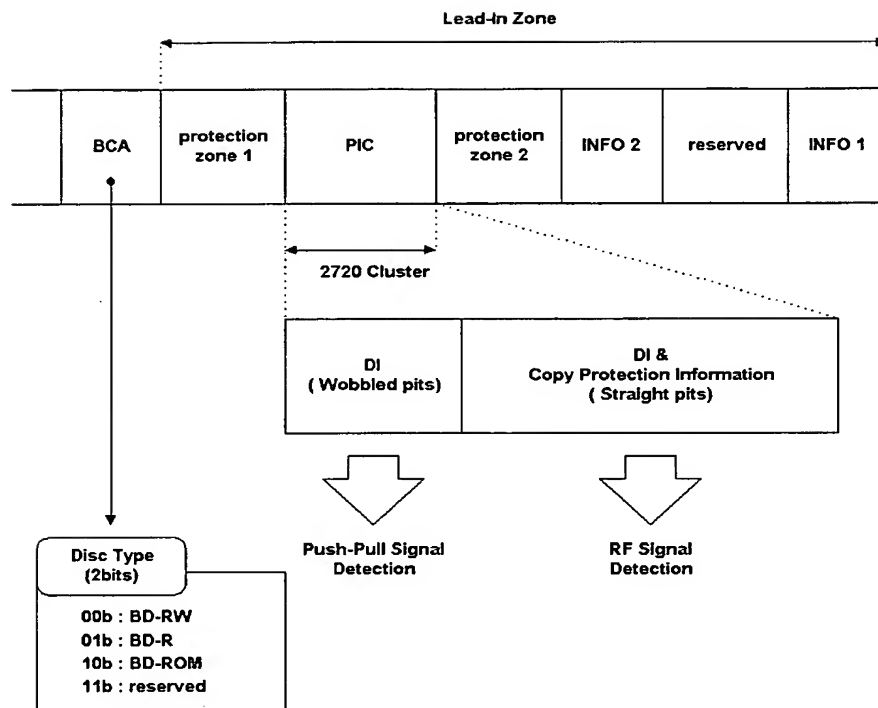 Lead-In Zone
BCA
protection
zone 1
PIC
protection
zone 2
INFO 2
reserved
INFO 1
2720 Cluster
DI
( Wobbled pits)
DI &
Copy Protection Information
( Straight pits)
Push-Pull Signal
Detection
RF Signal
Detection
Disc Type
(2bits)
00b : BD-RW
01b : BD-R
10b : BD-ROM
11b : reserved